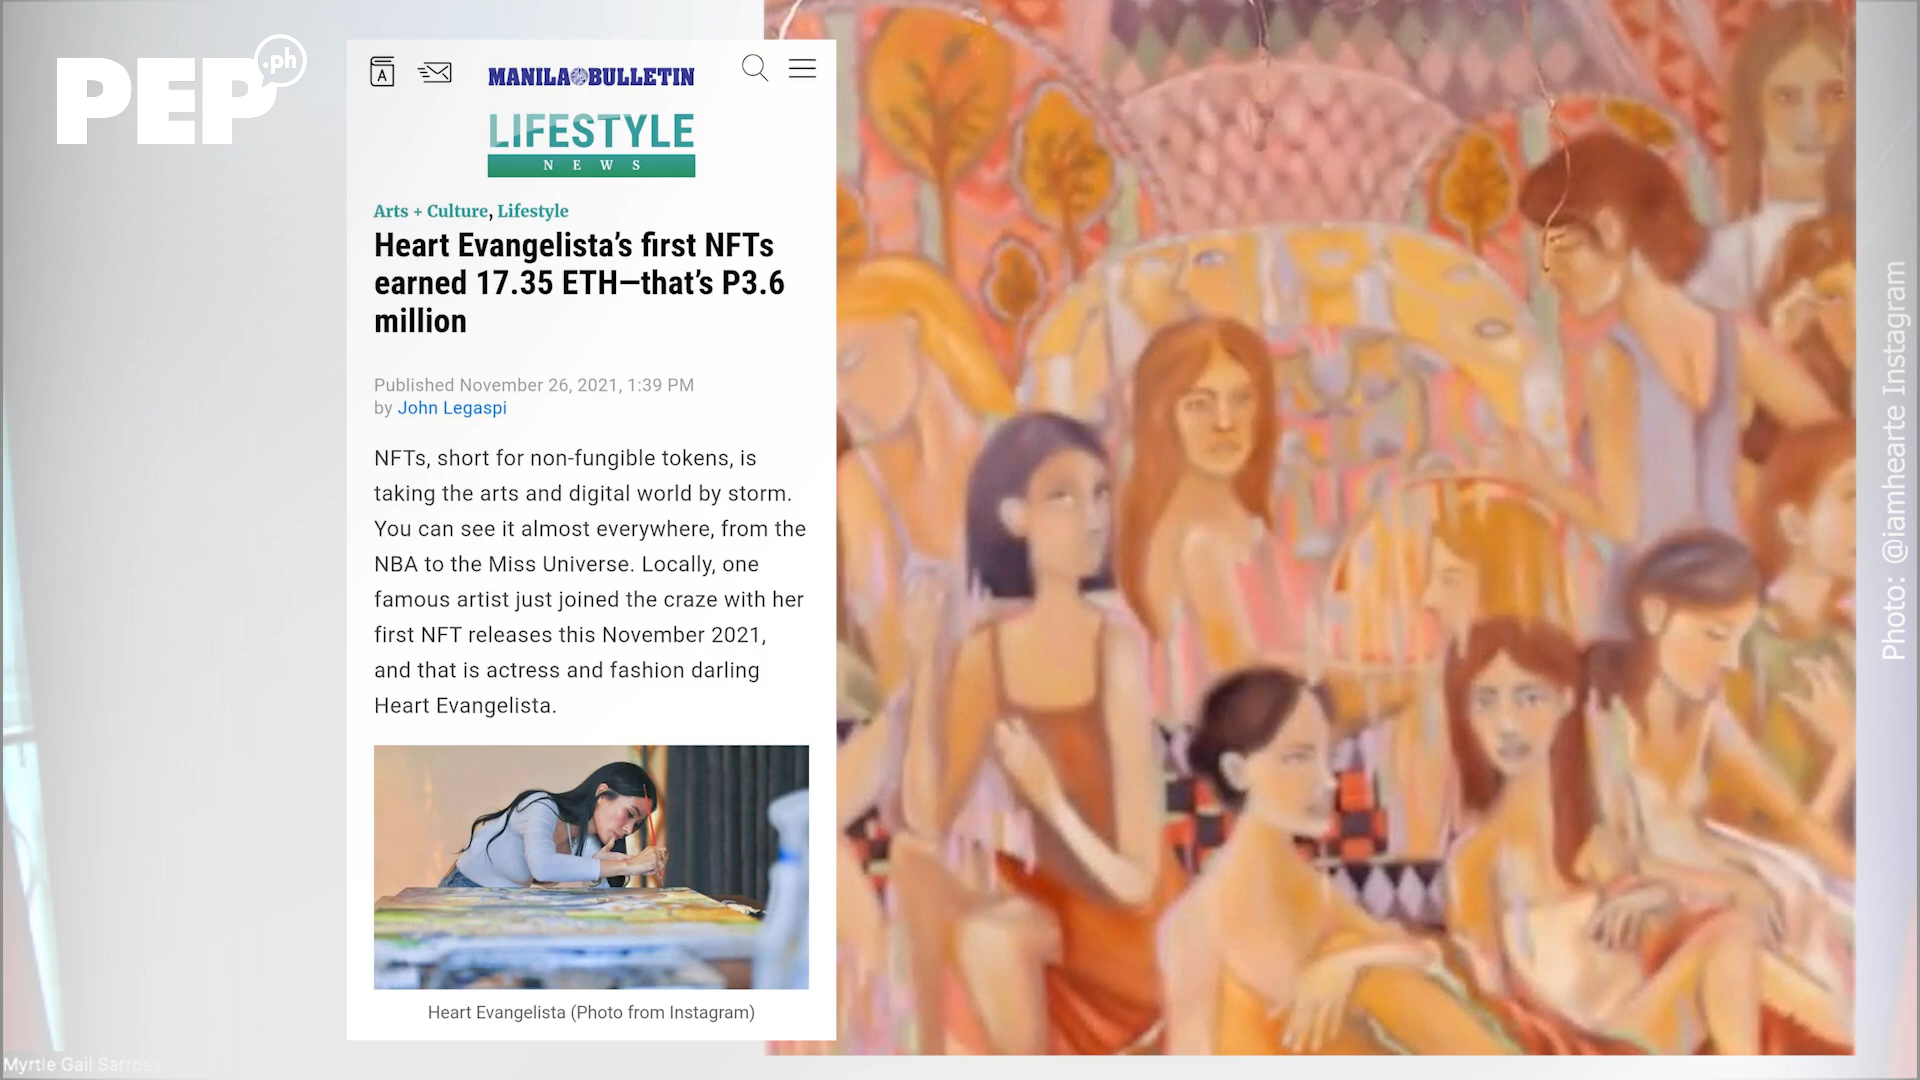 PEP.ph
A
MANILA BULLETIN
LIFESTYLE
NEWS
Arts + Culture, Lifestyle
Heart Evangelista’s first NFTs
earned 17.35 ETH—that’s P3.6
million
Published November 26, 2021, 1:39 PM
by John Legaspi
NFTs, short for non-fungible tokens, is
taking the arts and digital world by storm.
You can see it almost everywhere, from the
NBA to the Miss Universe. Locally, one
famous artist just joined the craze with her
first NFT releases this November 2021,
and that is actress and fashion darling
Heart Evangelista.
Heart Evangelista (Photo from Instagram)
Photo: @iamhearte Instagram
Myrtle Gail Sarrosa